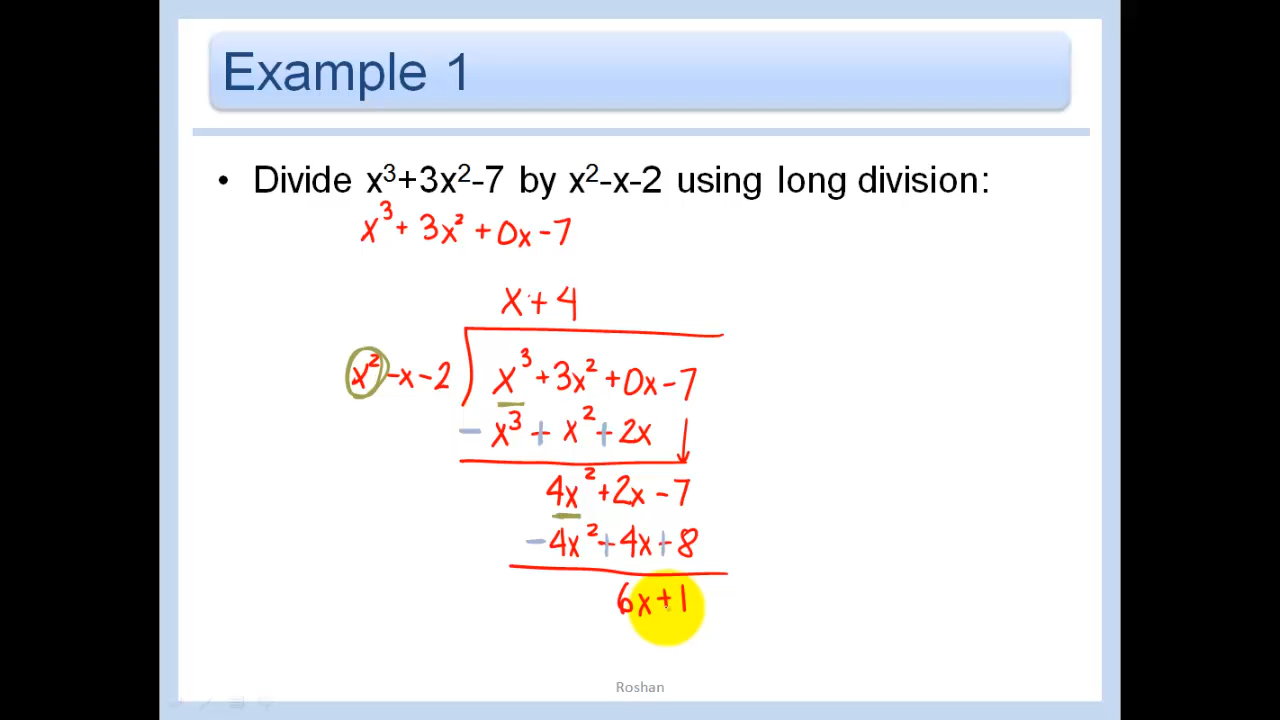 Example 1
• Divide x³+3x²-7 by x²-x-2 using long division:
x³ + 3x² + 0x - 7
x + 4
x² - x - 2 x³ + 3x² + 0x - 7
- x³ + x² + 2x
4x² + 2x - 7
- 4x² + 4x + 8
6x + 1
Roshan